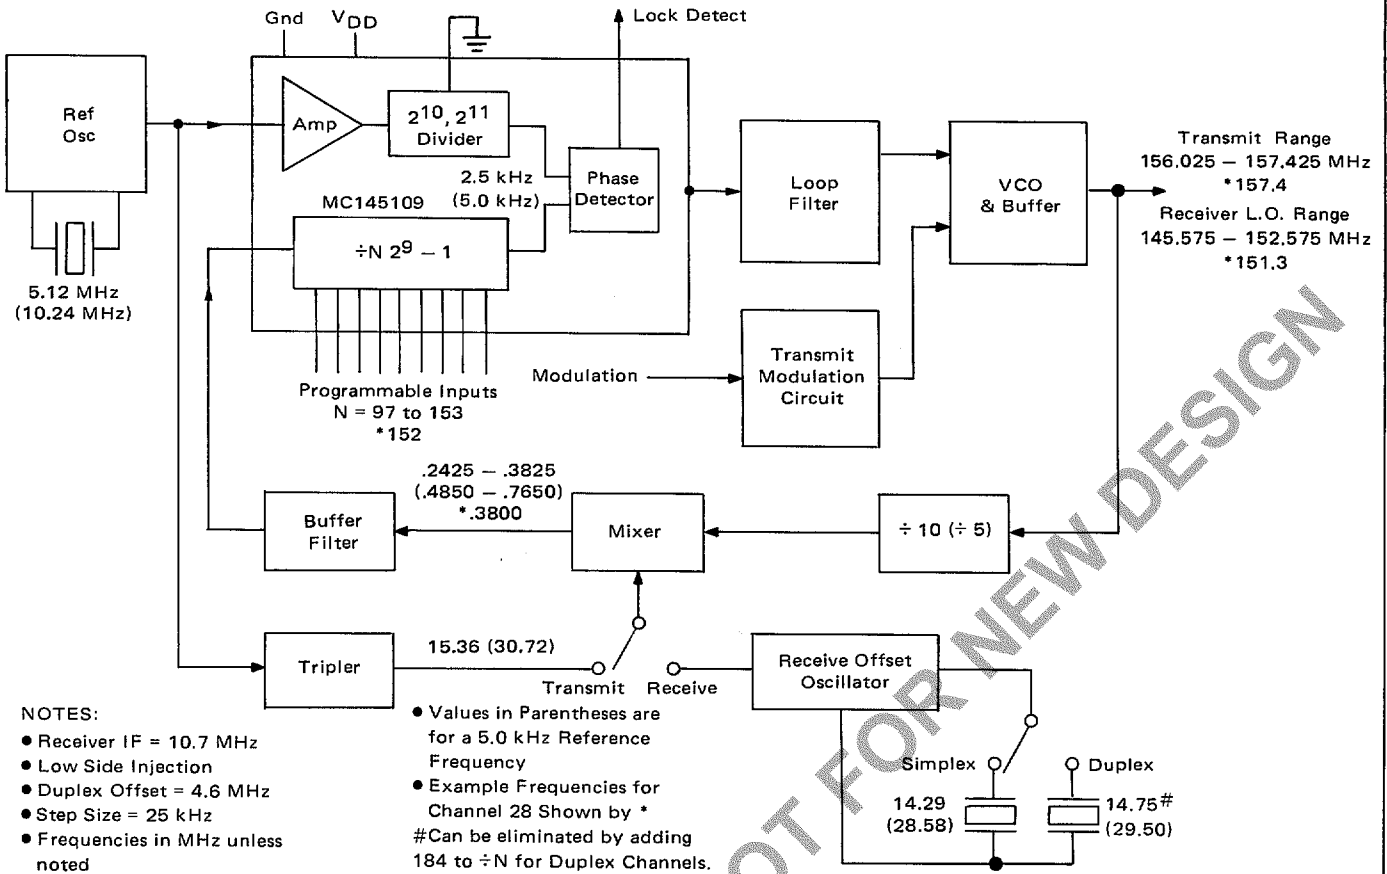 Gnd
VDD
Lock Detect
Ref
Osc
Amp
2^10, 2^11
Divider
2.5 kHz
(5.0 kHz)
Phase
Detector
MC145109
÷N 2^9 – 1
5.12 MHz
(10.24 MHz)
Programmable Inputs
N = 97 to 153
*152
Loop
Filter
VCO
& Buffer
Transmit Range
156.025 – 157.425 MHz
*157.4
Receiver L.O. Range
145.575 – 152.575 MHz
*151.3
Modulation
Transmit
Modulation
Circuit
Buffer
Filter
.2425 – .3825
(.4850 – .7650)
*.3800
Mixer
÷ 10 (÷ 5)
Tripler
15.36 (30.72)
Transmit
Receive
Receive Offset
Oscillator
Simplex
Duplex
14.29
(28.58)
14.75#
(29.50)
NOTES:
● Receiver IF = 10.7 MHz
● Low Side Injection
● Duplex Offset = 4.6 MHz
● Step Size = 25 kHz
● Frequencies in MHz unless
noted
● Values in Parentheses are
for a 5.0 kHz Reference
Frequency
● Example Frequencies for
Channel 28 Shown by *
#Can be eliminated by adding
184 to ÷N for Duplex Channels.
OT FOR NEW DESIGN